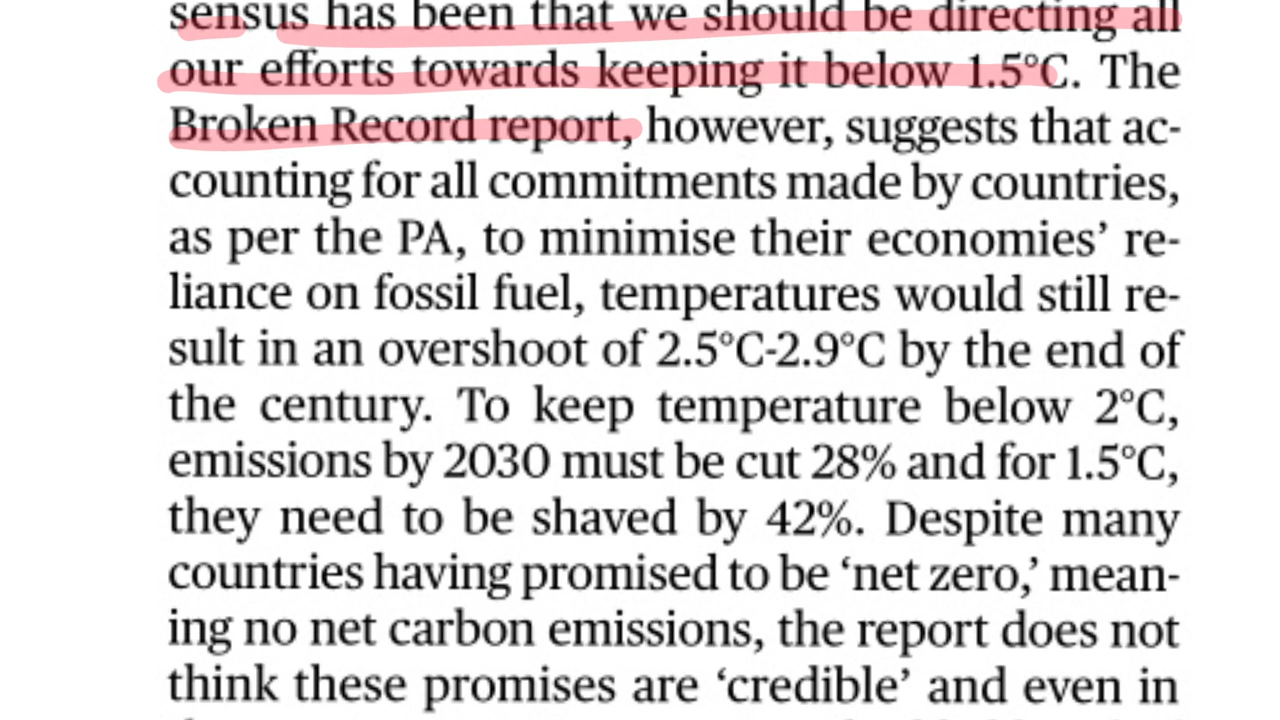 sensus has been that we should be directing all
our efforts towards keeping it below 1.5°C. The
Broken Record report, however, suggests that ac-
counting for all commitments made by countries,
as per the PA, to minimise their economies’ re-
liance on fossil fuel, temperatures would still re-
sult in an overshoot of 2.5°C-2.9°C by the end of
the century. To keep temperature below 2°C,
emissions by 2030 must be cut 28% and for 1.5°C,
they need to be shaved by 42%. Despite many
countries having promised to be ‘net zero,’ mean-
ing no net carbon emissions, the report does not
think these promises are ‘credible’ and even in